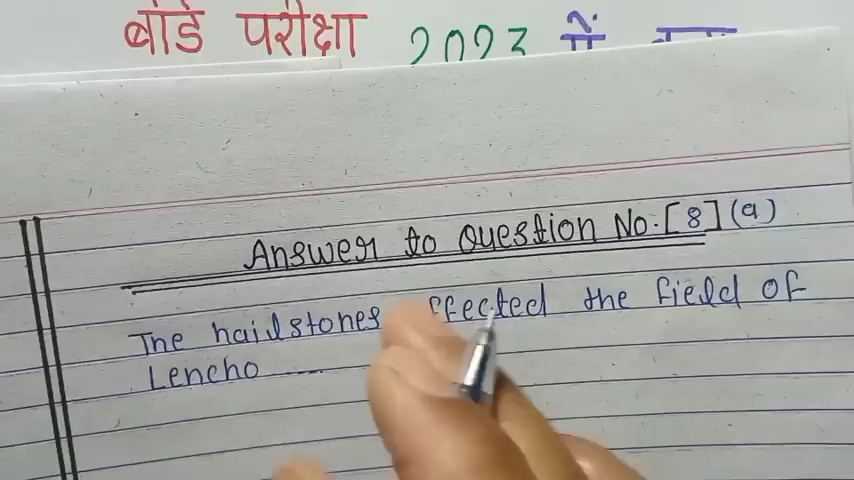 बोर्ड परीक्षा 2023 में
Answer to Question No. [8] (a)
The hailstones affected the field of
Lencho